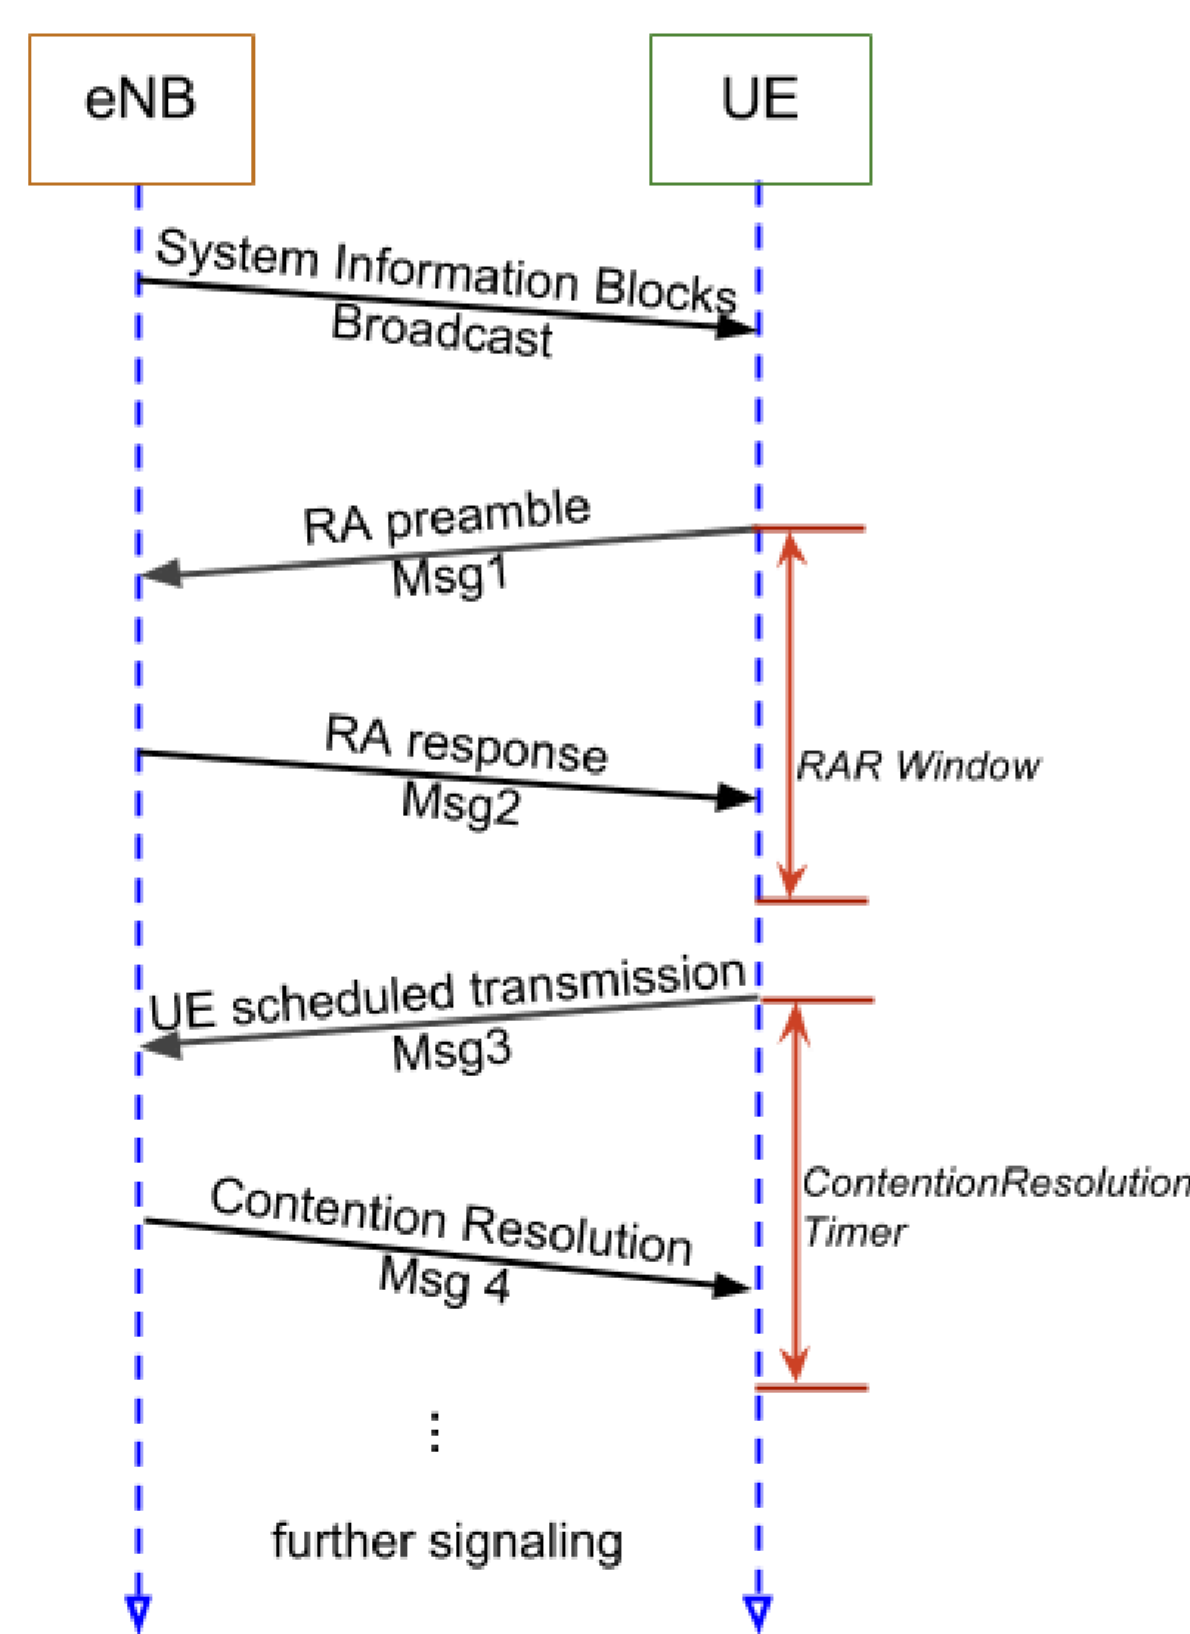 eNB
UE
System Information Blocks
Broadcast
RA preamble
Msg1
RA response
Msg2
RAR Window
UE scheduled transmission
Msg3
Contention Resolution
Msg 4
ContentionResolution
Timer
⋮
further signaling